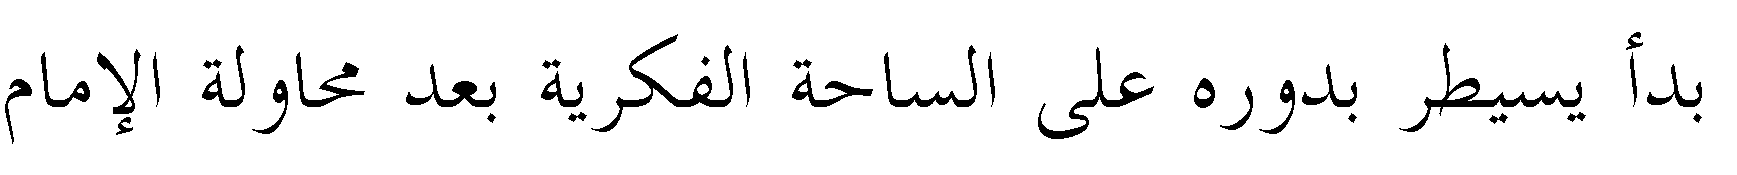 بدأ يسيطر بدوره على الساحة الفكرية بعد محاولة الإمام